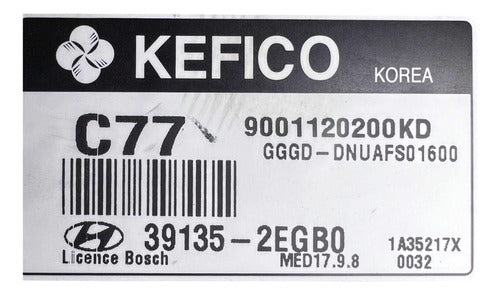 KEFICO KOREA
C77 9001120200KD
GGGD-DNUAFS01600
39135-2EGB0 1A35217X
Licence Bosch MED17.9.8 0032